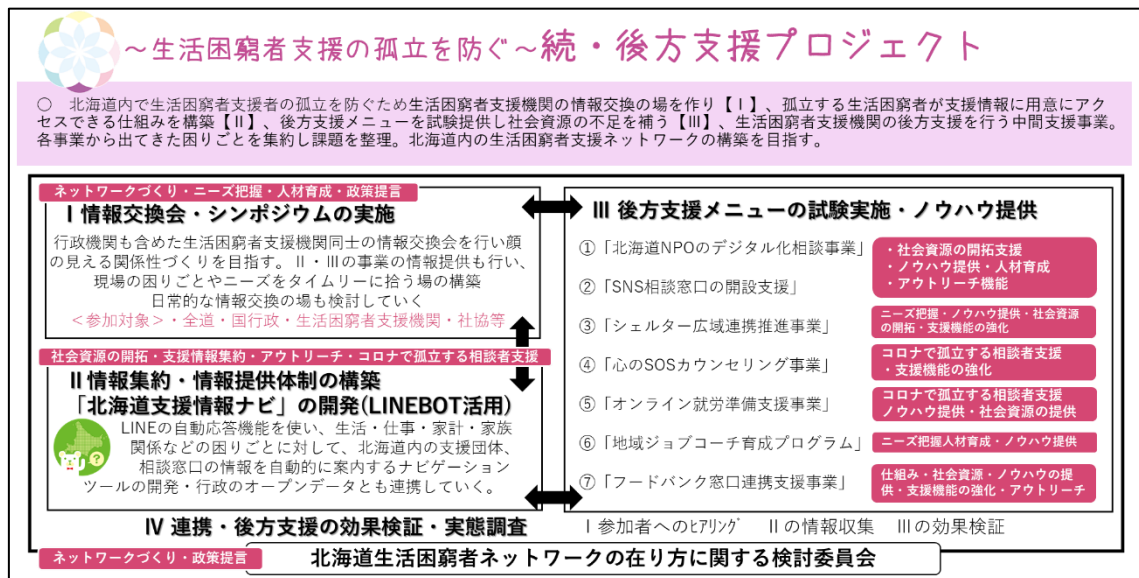 ~生活困窮者支援の孤立を防ぐ~続・後方支援プロジェクト
○ 北海道内で生活困窮者支援者の孤立を防ぐため生活困窮者支援機関の情報交換の場を作り【Ⅰ】、孤立する生活困窮者が支援情報に用意にアク
セスできる仕組みを構築【Ⅱ】、後方支援メニューを試験提供し社会資源の不足を補う【Ⅲ】、生活困窮者支援機関の後方支援を行う中間支援事業。
各事業から出てきた困りごとを集約し課題を整理。北海道内の生活困窮者支援ネットワークの構築を目指す。
ネットワークづくり・ニーズ把握・人材育成・政策提言
Ⅰ 情報交換会・シンポジウムの実施
行政機関も含めた生活困窮者支援機関同士の情報交換会を行い顔
の見える関係性づくりを目指す。Ⅱ・Ⅲの事業の情報提供も行い、
現場の困りごとやニーズをタイムリーに拾う場の構築
日常的な情報交換の場も検討していく
<参加対象>・全道・国行政・生活困窮者支援機関・社協等
社会資源の開拓・支援情報集約・アウトリーチ・コロナで孤立する相談者支援
Ⅱ 情報集約・情報提供体制の構築
「北海道支援情報ナビ」の開発(LINEBOT活用)
LINEの自動応答機能を使い、生活・仕事・家計・家族
関係などの困りごとに対して、北海道内の支援団体、
相談窓口の情報を自動的に案内するナビゲーション
ツールの開発・行政のオープンデータとも連携していく。
Ⅲ 後方支援メニューの試験実施・ノウハウ提供
①「北海道NPOのデジタル化相談事業」
②「SNS相談窓口の開設支援」
・社会資源の開拓支援
・ノウハウ提供・人材育成
・アウトリーチ機能
③「シェルター広域連携推進事業」
ニーズ把握・ノウハウ提供・社会資源
の開拓・支援機能の強化
④「心のSOSカウンセリング事業」
コロナで孤立する相談者支援
・支援機能の強化
⑤「オンライン就労準備支援事業」
コロナで孤立する相談者支援
ノウハウ提供・社会資源の提供
⑥「地域ジョブコーチ育成プログラム」
ニーズ把握人材育成・ノウハウ提供
⑦「フードバンク窓口連携支援事業」
仕組み・社会資源・ノウハウの提
供・支援機能の強化・アウトリーチ
Ⅳ 連携・後方支援の効果検証・実態調査
Ⅰ 参加者へのﾋｱﾘﾝｸﾞ Ⅱの情報収集 Ⅲの効果検証
ネットワークづくり・政策提言
北海道生活困窮者ネットワークの在り方に関する検討委員会